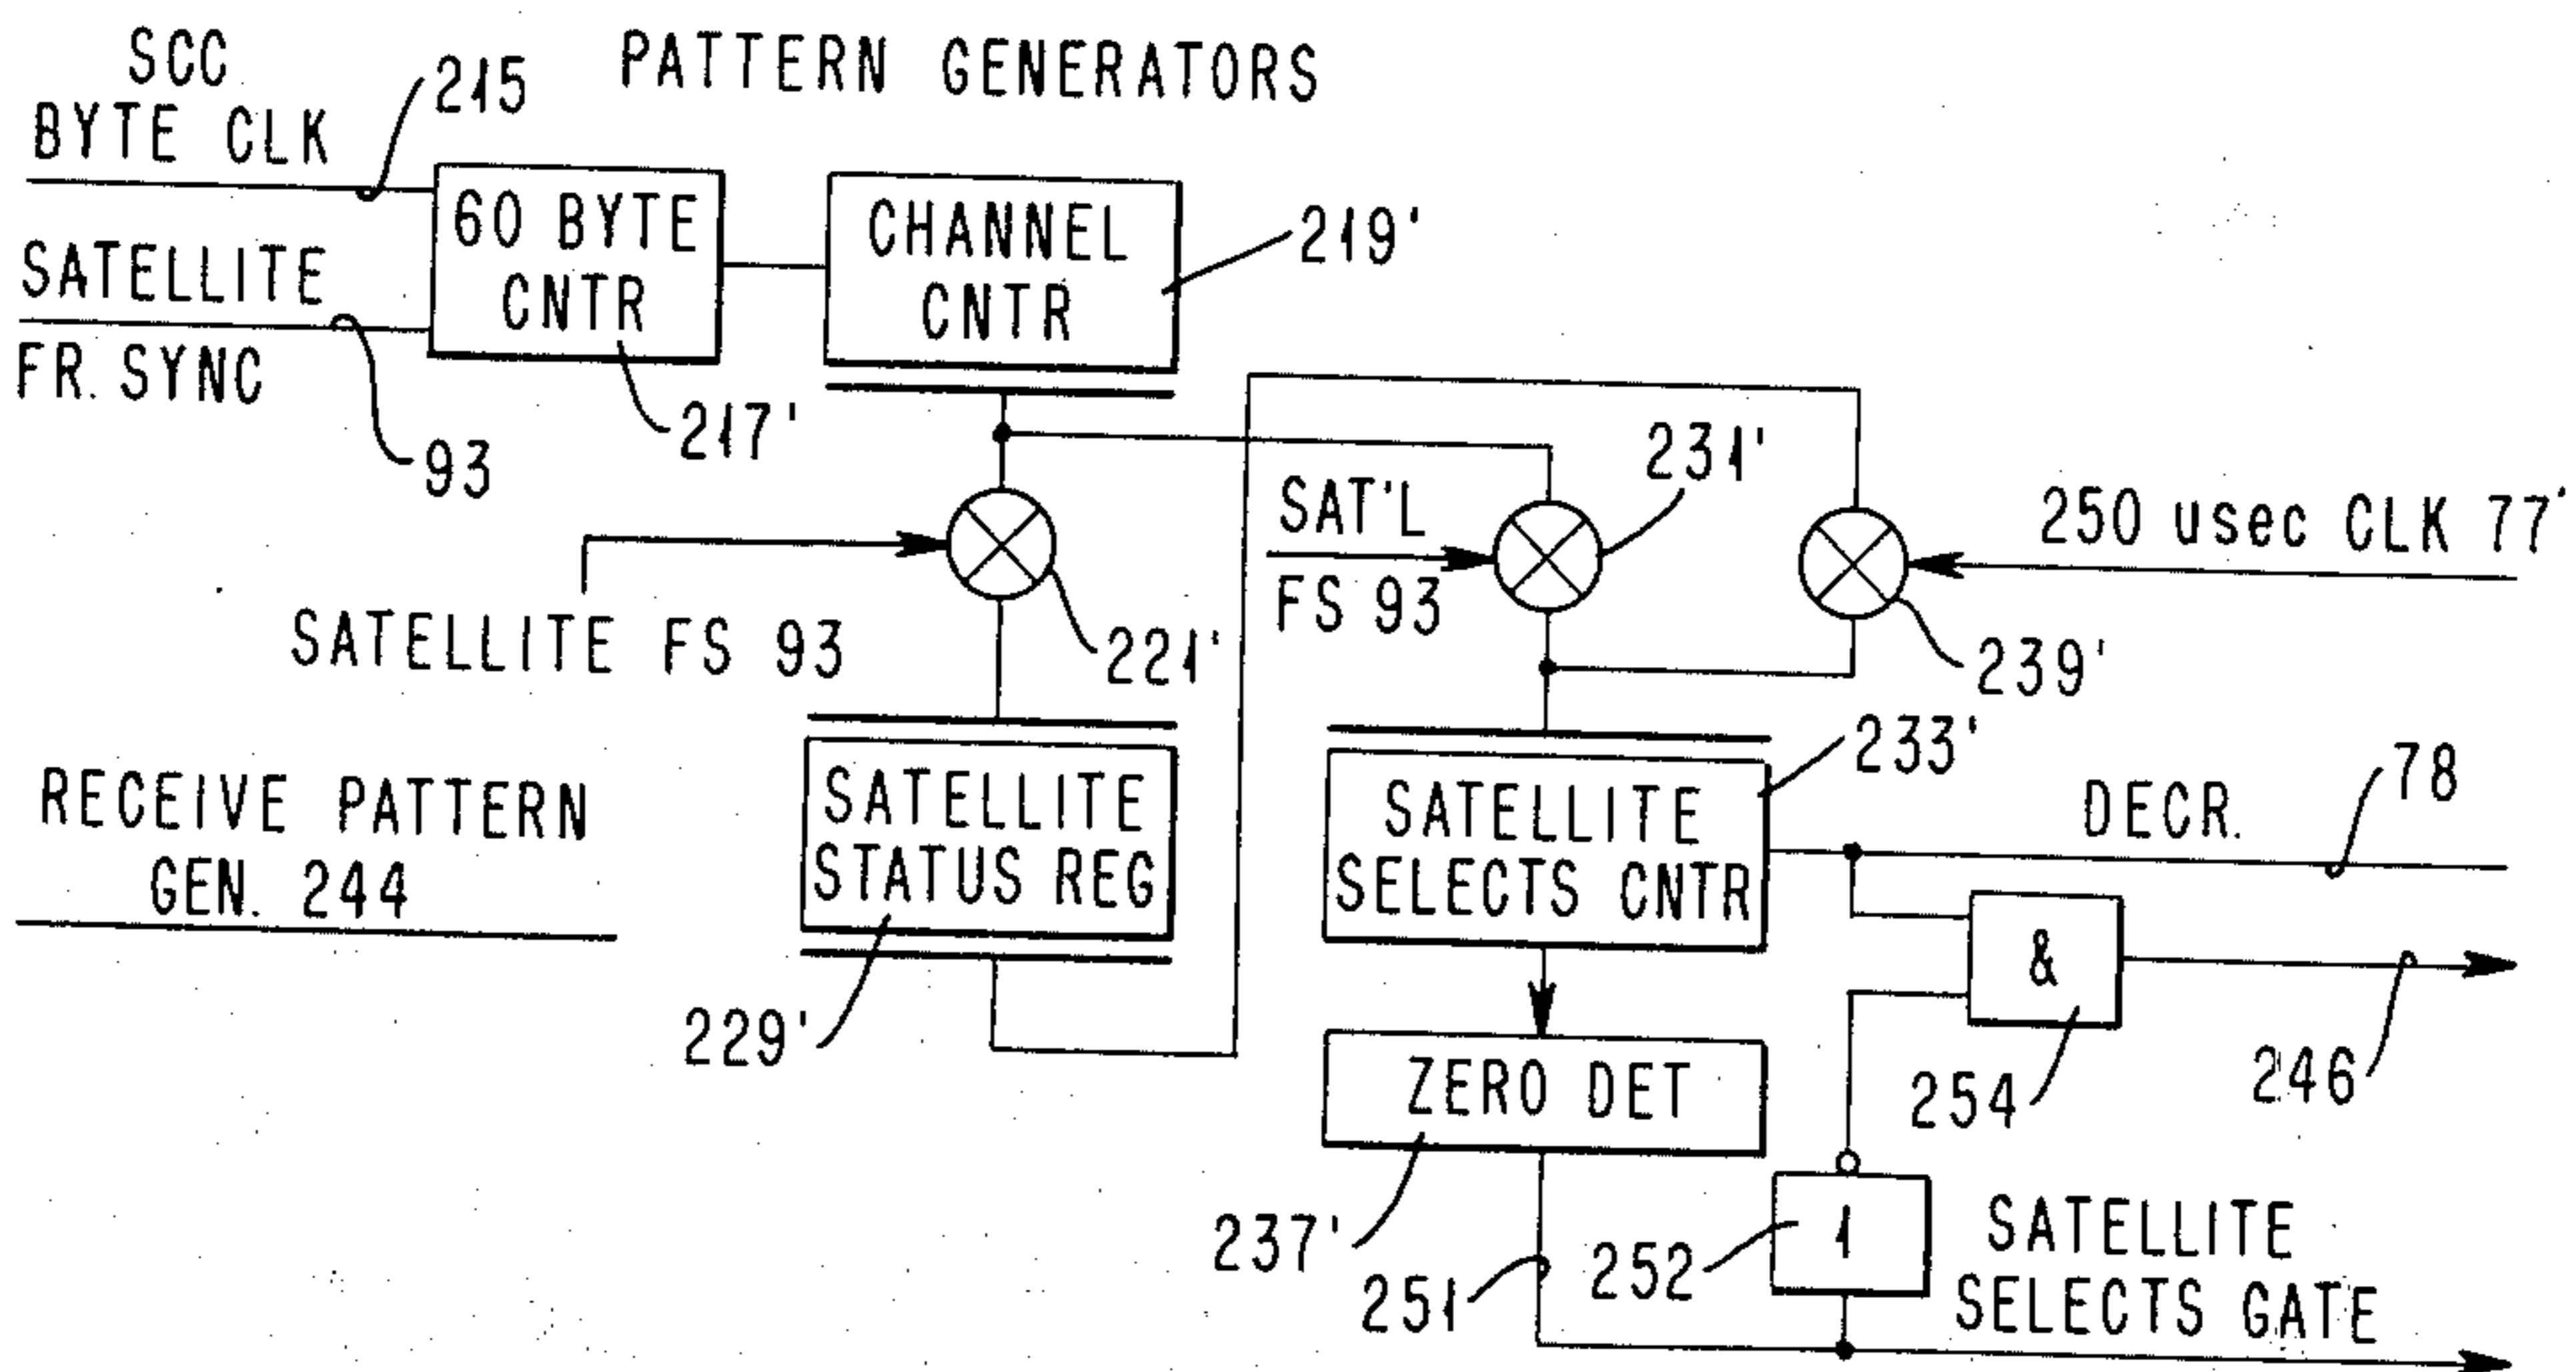 SCC
BYTE CLK
215
PATTERN GENERATORS
SATELLITE
FR. SYNC
93
60 BYTE
CNTR
217'
CHANNEL
CNTR
219'
SATELLITE FS 93
221'
SAT'L
FS 93
231'
250 usec CLK 77'
239'
RECEIVE PATTERN
GEN. 244
SATELLITE
STATUS REG
229'
SATELLITE
SELECTS CNTR
233'
DECR.
78
&
254
246
ZERO DET
237'
251
252
1
SATELLITE
SELECTS GATE